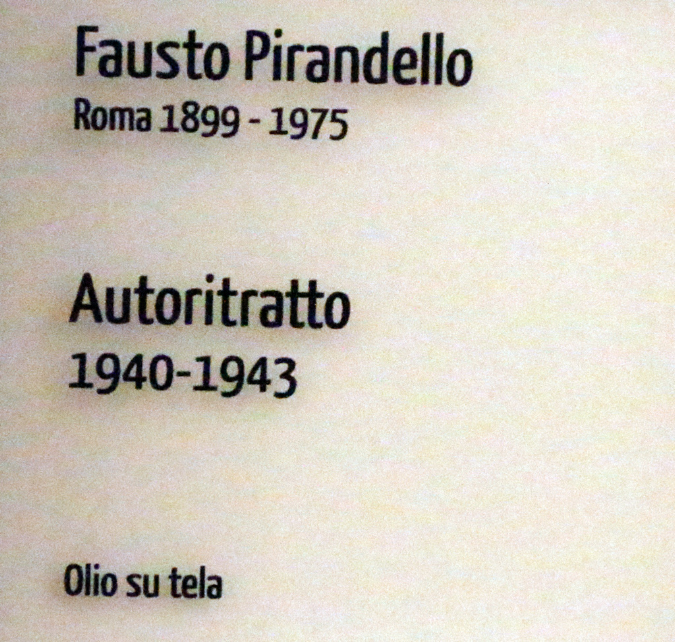 Fausto Pirandello
Roma 1899 - 1975
Autoritratto
1940-1943
Olio su tela